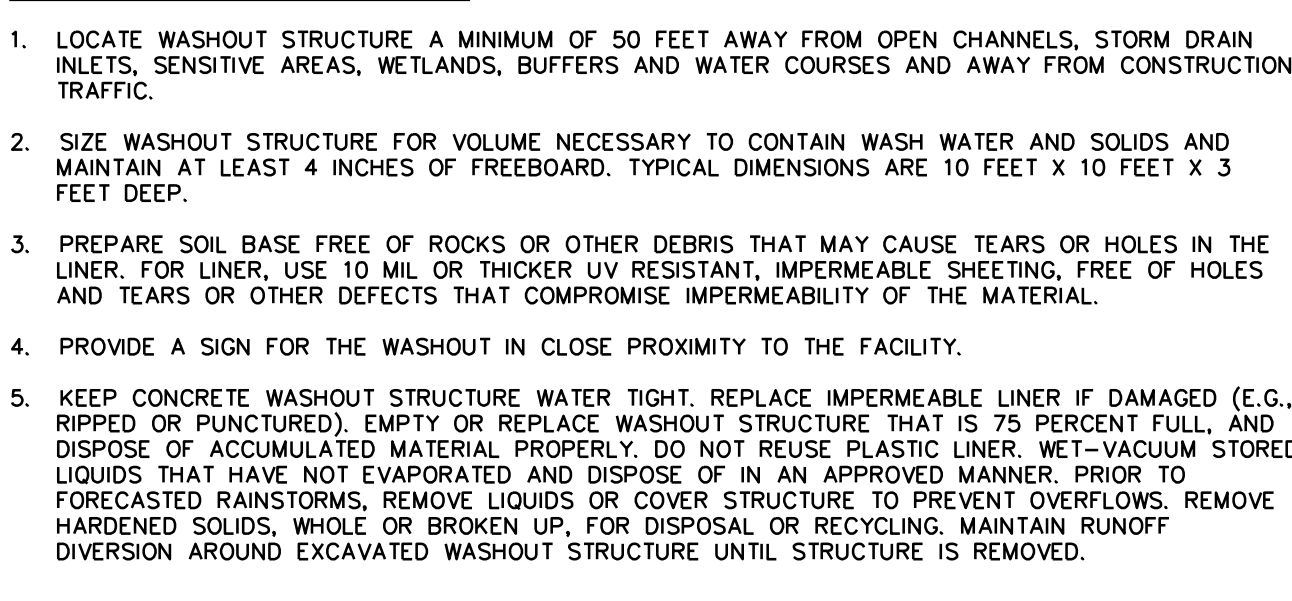 1. LOCATE WASHOUT STRUCTURE A MINIMUM OF 50 FEET AWAY FROM OPEN CHANNELS, STORM DRAIN
INLETS, SENSITIVE AREAS, WETLANDS, BUFFERS AND WATER COURSES AND AWAY FROM CONSTRUCTION
TRAFFIC.
2. SIZE WASHOUT STRUCTURE FOR VOLUME NECESSARY TO CONTAIN WASH WATER AND SOLIDS AND
MAINTAIN AT LEAST 4 INCHES OF FREEBOARD. TYPICAL DIMENSIONS ARE 10 FEET X 10 FEET X 3
FEET DEEP.
3. PREPARE SOIL BASE FREE OF ROCKS OR OTHER DEBRIS THAT MAY CAUSE TEARS OR HOLES IN THE
LINER. FOR LINER, USE 10 MIL OR THICKER UV RESISTANT, IMPERMEABLE SHEETING, FREE OF HOLES
AND TEARS OR OTHER DEFECTS THAT COMPROMISE IMPERMEABILITY OF THE MATERIAL.
4. PROVIDE A SIGN FOR THE WASHOUT IN CLOSE PROXIMITY TO THE FACILITY.
5. KEEP CONCRETE WASHOUT STRUCTURE WATER TIGHT. REPLACE IMPERMEABLE LINER IF DAMAGED (E.G.,
RIPPED OR PUNCTURED). EMPTY OR REPLACE WASHOUT STRUCTURE THAT IS 75 PERCENT FULL, AND
DISPOSE OF ACCUMULATED MATERIAL PROPERLY. DO NOT REUSE PLASTIC LINER. WET-VACUUM STORED
LIQUIDS THAT HAVE NOT EVAPORATED AND DISPOSE OF IN AN APPROVED MANNER. PRIOR TO
FORECASTED RAINSTORMS, REMOVE LIQUIDS OR COVER STRUCTURE TO PREVENT OVERFLOWS. REMOVE
HARDENED SOLIDS, WHOLE OR BROKEN UP, FOR DISPOSAL OR RECYCLING. MAINTAIN RUNOFF
DIVERSION AROUND EXCAVATED WASHOUT STRUCTURE UNTIL STRUCTURE IS REMOVED.